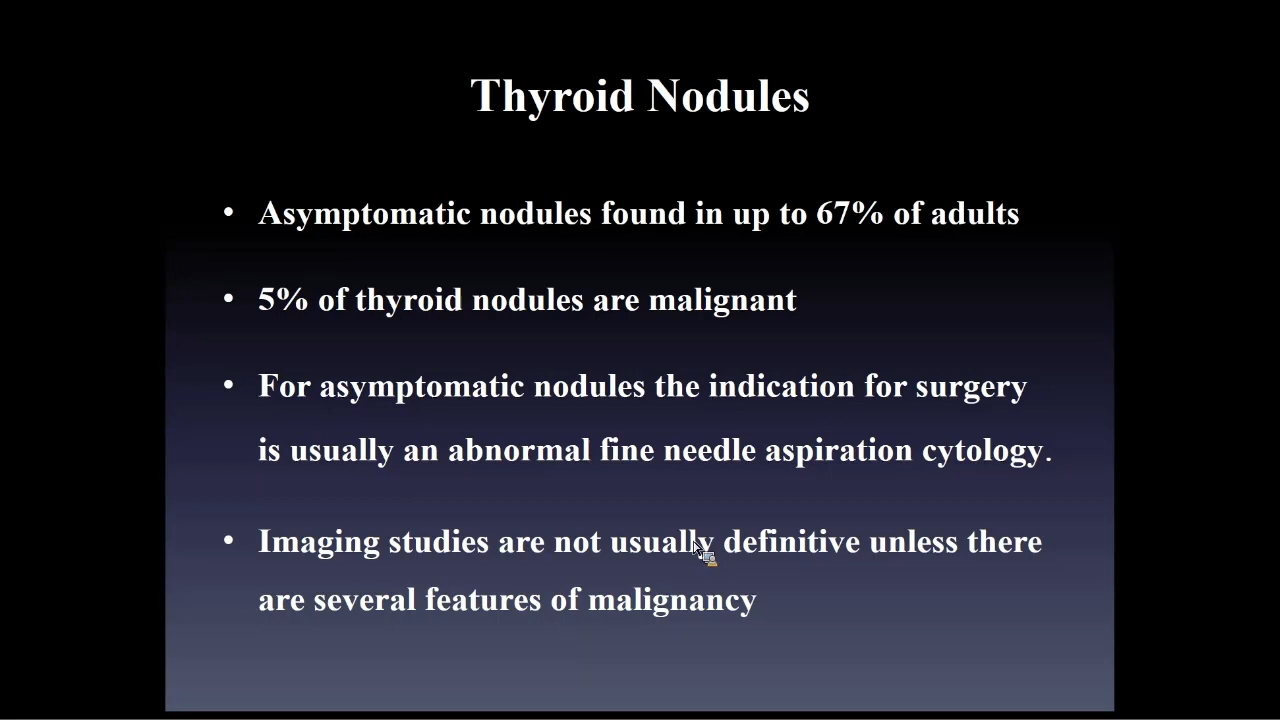 Thyroid Nodules
• Asymptomatic nodules found in up to 67% of adults
• 5% of thyroid nodules are malignant
• For asymptomatic nodules the indication for surgery
is usually an abnormal fine needle aspiration cytology.
• Imaging studies are not usually definitive unless there
are several features of malignancy